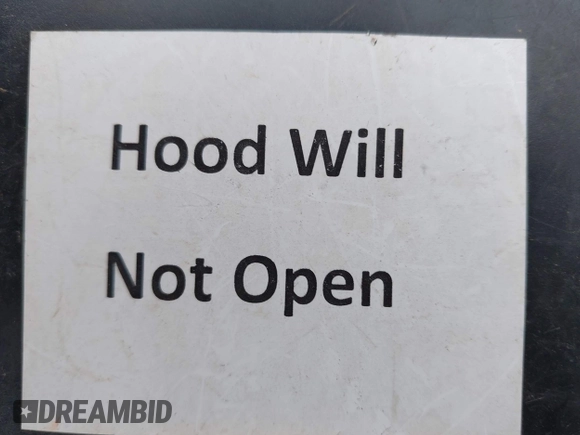 Hood Will
Not Open
DREAMBID